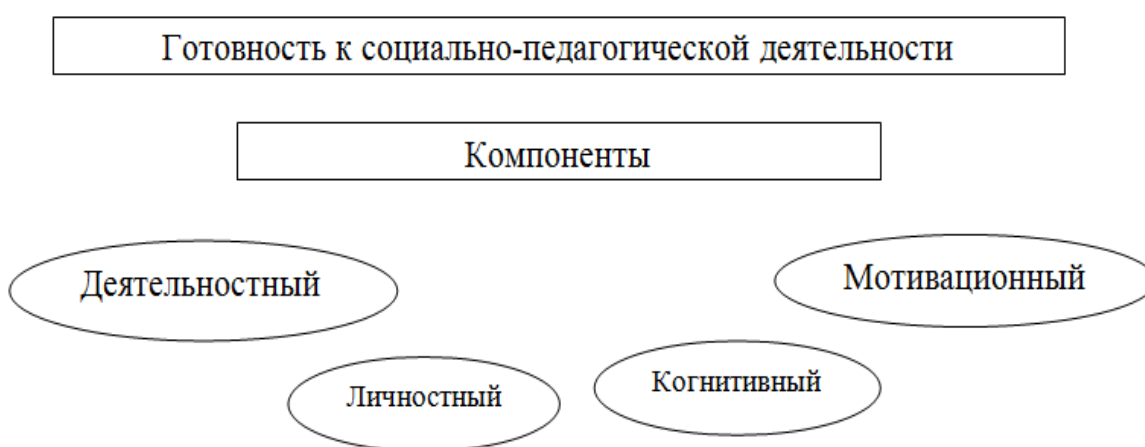 Готовность к социально-педагогической деятельности
Компоненты
Деятельностный
Мотивационный
Личностный
Когнитивный